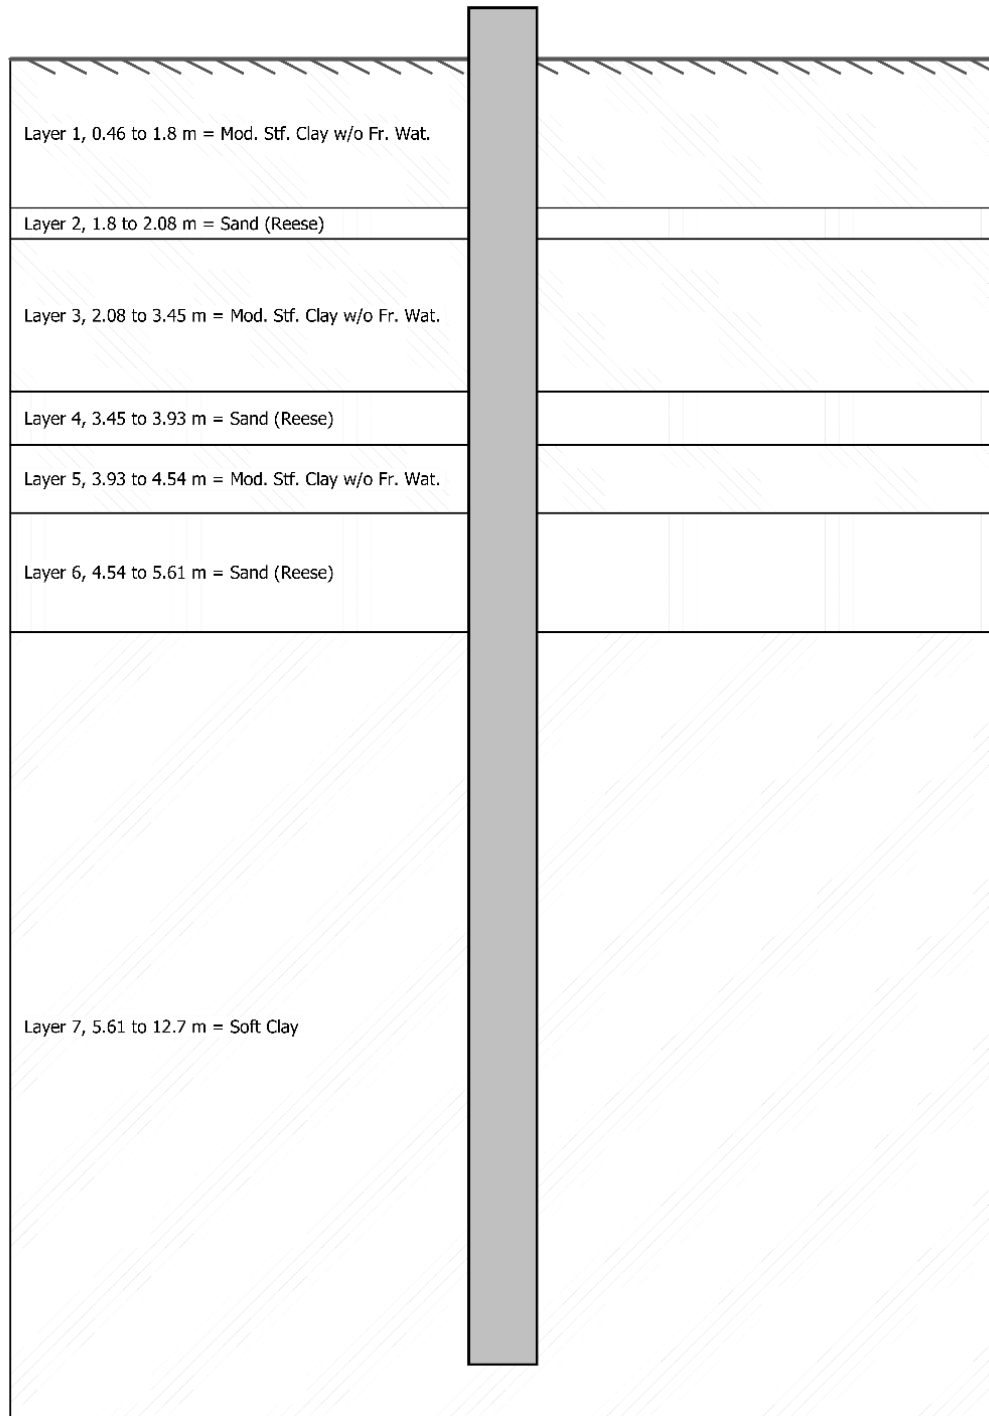 Layer 1, 0.46 to 1.8 m = Mod. Stf. Clay w/o Fr. Wat.
Layer 2, 1.8 to 2.08 m = Sand (Reese)
Layer 3, 2.08 to 3.45 m = Mod. Stf. Clay w/o Fr. Wat.
Layer 4, 3.45 to 3.93 m = Sand (Reese)
Layer 5, 3.93 to 4.54 m = Mod. Stf. Clay w/o Fr. Wat.
Layer 6, 4.54 to 5.61 m = Sand (Reese)
Layer 7, 5.61 to 12.7 m = Soft Clay